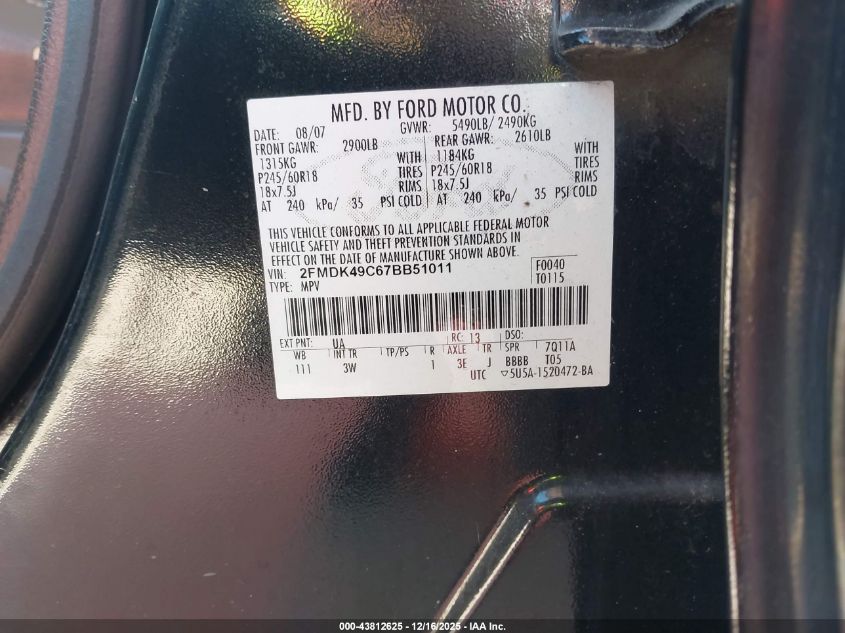 MFD. BY FORD MOTOR CO.
DATE: 08/07 GVWR: 5490LB/ 2490KG
FRONT GAWR: 2900LB REAR GAWR: 2610LB
1315KG WITH 1184KG WITH
P245/60R18 TIRES P245/60R18 TIRES
18x7.5J RIMS 18x7.5J RIMS
AT 240 kPa/ 35 PSI COLD AT 240 kPa/ 35 PSI COLD
THIS VEHICLE CONFORMS TO ALL APPLICABLE FEDERAL MOTOR
VEHICLE SAFETY AND THEFT PREVENTION STANDARDS IN
EFFECT ON THE DATE OF MANUFACTURE SHOWN ABOVE.
VIN: 2FMDK49C67BB51011 F0040
TYPE: MPV T0115
EXT PNT: UA RC: 13 DSO:
WB INT TR TP/PS R AXLE TR SPR 7Q11A
111 3W 1 3E J BBBB T05
UTC ▽5U5A-1520472-BA
000-43812625 - 12/16/2025 - IAA Inc.